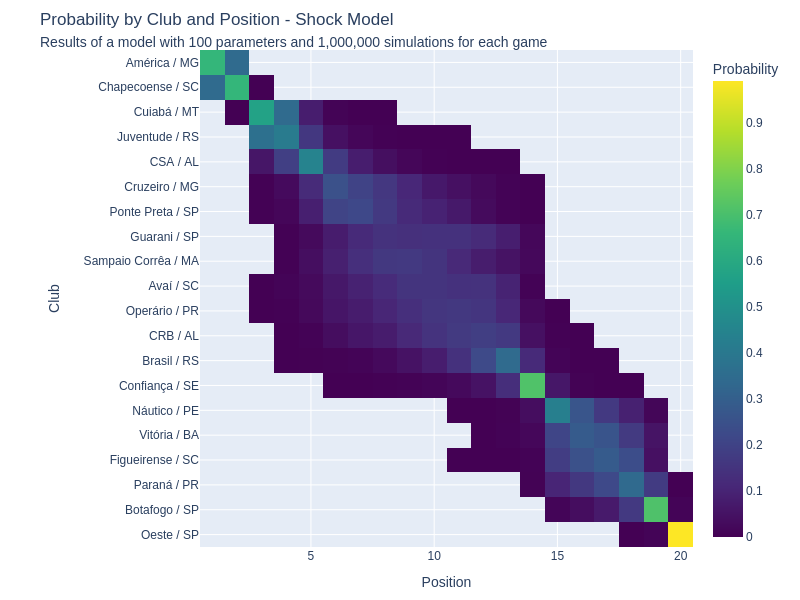 Probability by Club and Position - Shock Model
Results of a model with 100 parameters and 1,000,000 simulations for each game
Probability
América / MG
Chapecoense / SC
Cuiabá / MT
Juventude / RS
CSA / AL
Cruzeiro / MG
Ponte Preta / SP
Guarani / SP
Sampaio Corrêa / MA
Avaí / SC
Operário / PR
CRB / AL
Brasil / RS
Confiança / SE
Náutico / PE
Vitória / BA
Figueirense / SC
Paraná / PR
Botafogo / SP
Oeste / SP
Club
5
10
15
20
Position
0.9
0.8
0.7
0.6
0.5
0.4
0.3
0.2
0.1
0